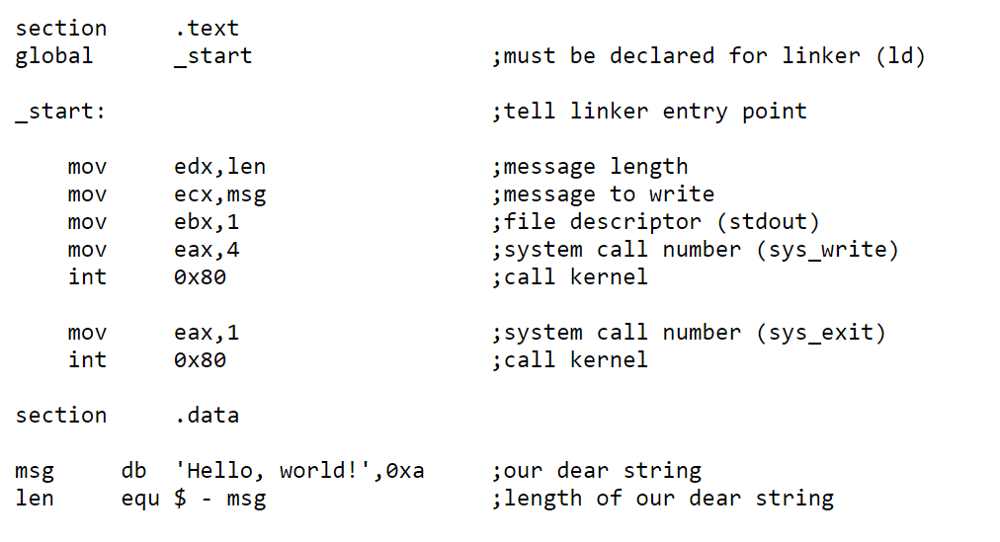 section     .text
global      _start                  ;must be declared for linker (ld)
_start:                             ;tell linker entry point
    mov     edx,len                 ;message length
    mov     ecx,msg                 ;message to write
    mov     ebx,1                   ;file descriptor (stdout)
    mov     eax,4                   ;system call number (sys_write)
    int     0x80                    ;call kernel
    mov     eax,1                   ;system call number (sys_exit)
    int     0x80                    ;call kernel
section     .data
msg     db  'Hello, world!',0xa     ;our dear string
len     equ $ - msg                 ;length of our dear string